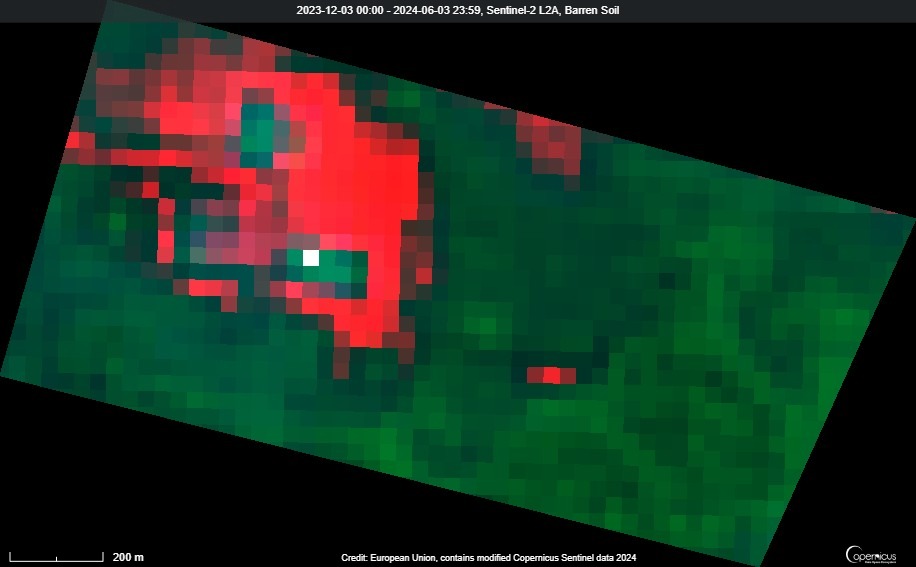 2023-12-03 00:00 - 2024-06-03 23:59, Sentinel-2 L2A, Barren Soil
200 m
Credit: European Union, contains modified Copernicus Sentinel data 2024
opernicus